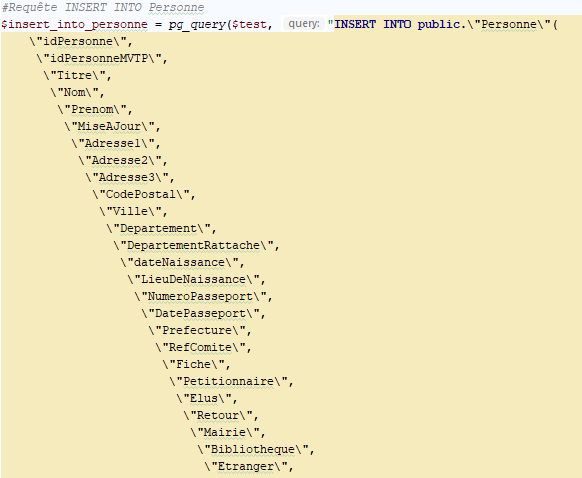 #Requête INSERT INTO Personne
$insert_into_personne = pg_query($test, query: "INSERT INTO public.\"Personne\"(
\"idPersonne\",
\"idPersonneMVTP\",
\"Titre\",
\"Nom\",
\"Prenom\",
\"MiseAJour\",
\"Adresse1\",
\"Adresse2\",
\"Adresse3\",
\"CodePostal\",
\"Ville\",
\"Departement\",
\"DepartementRattache\",
\"dateNaissance\",
\"LieuDeNaissance\",
\"NumeroPasseport\",
\"DatePasseport\",
\"Prefecture\",
\"RefComite\",
\"Fiche\",
\"Petitionnaire\",
\"Elus\",
\"Retour\",
\"Mairie\",
\"Bibliotheque\",
\"Etranger\",